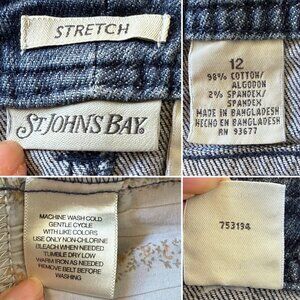 STRETCH
ST. JOHN'S BAY®
12
98% COTTON/
ALGODON
2% SPANDEX/
SPANDEX
MADE IN BANGLADESH
HECHO EN BANGLADESH
RN 93677
MACHINE WASH COLD
GENTLE CYCLE
WITH LIKE COLORS
USE ONLY NON-CHLORINE
BLEACH WHEN NEEDED
TUMBLE DRY LOW
WARM IRON AS NEEDED
REMOVE BELT BEFORE
WASHING
753194